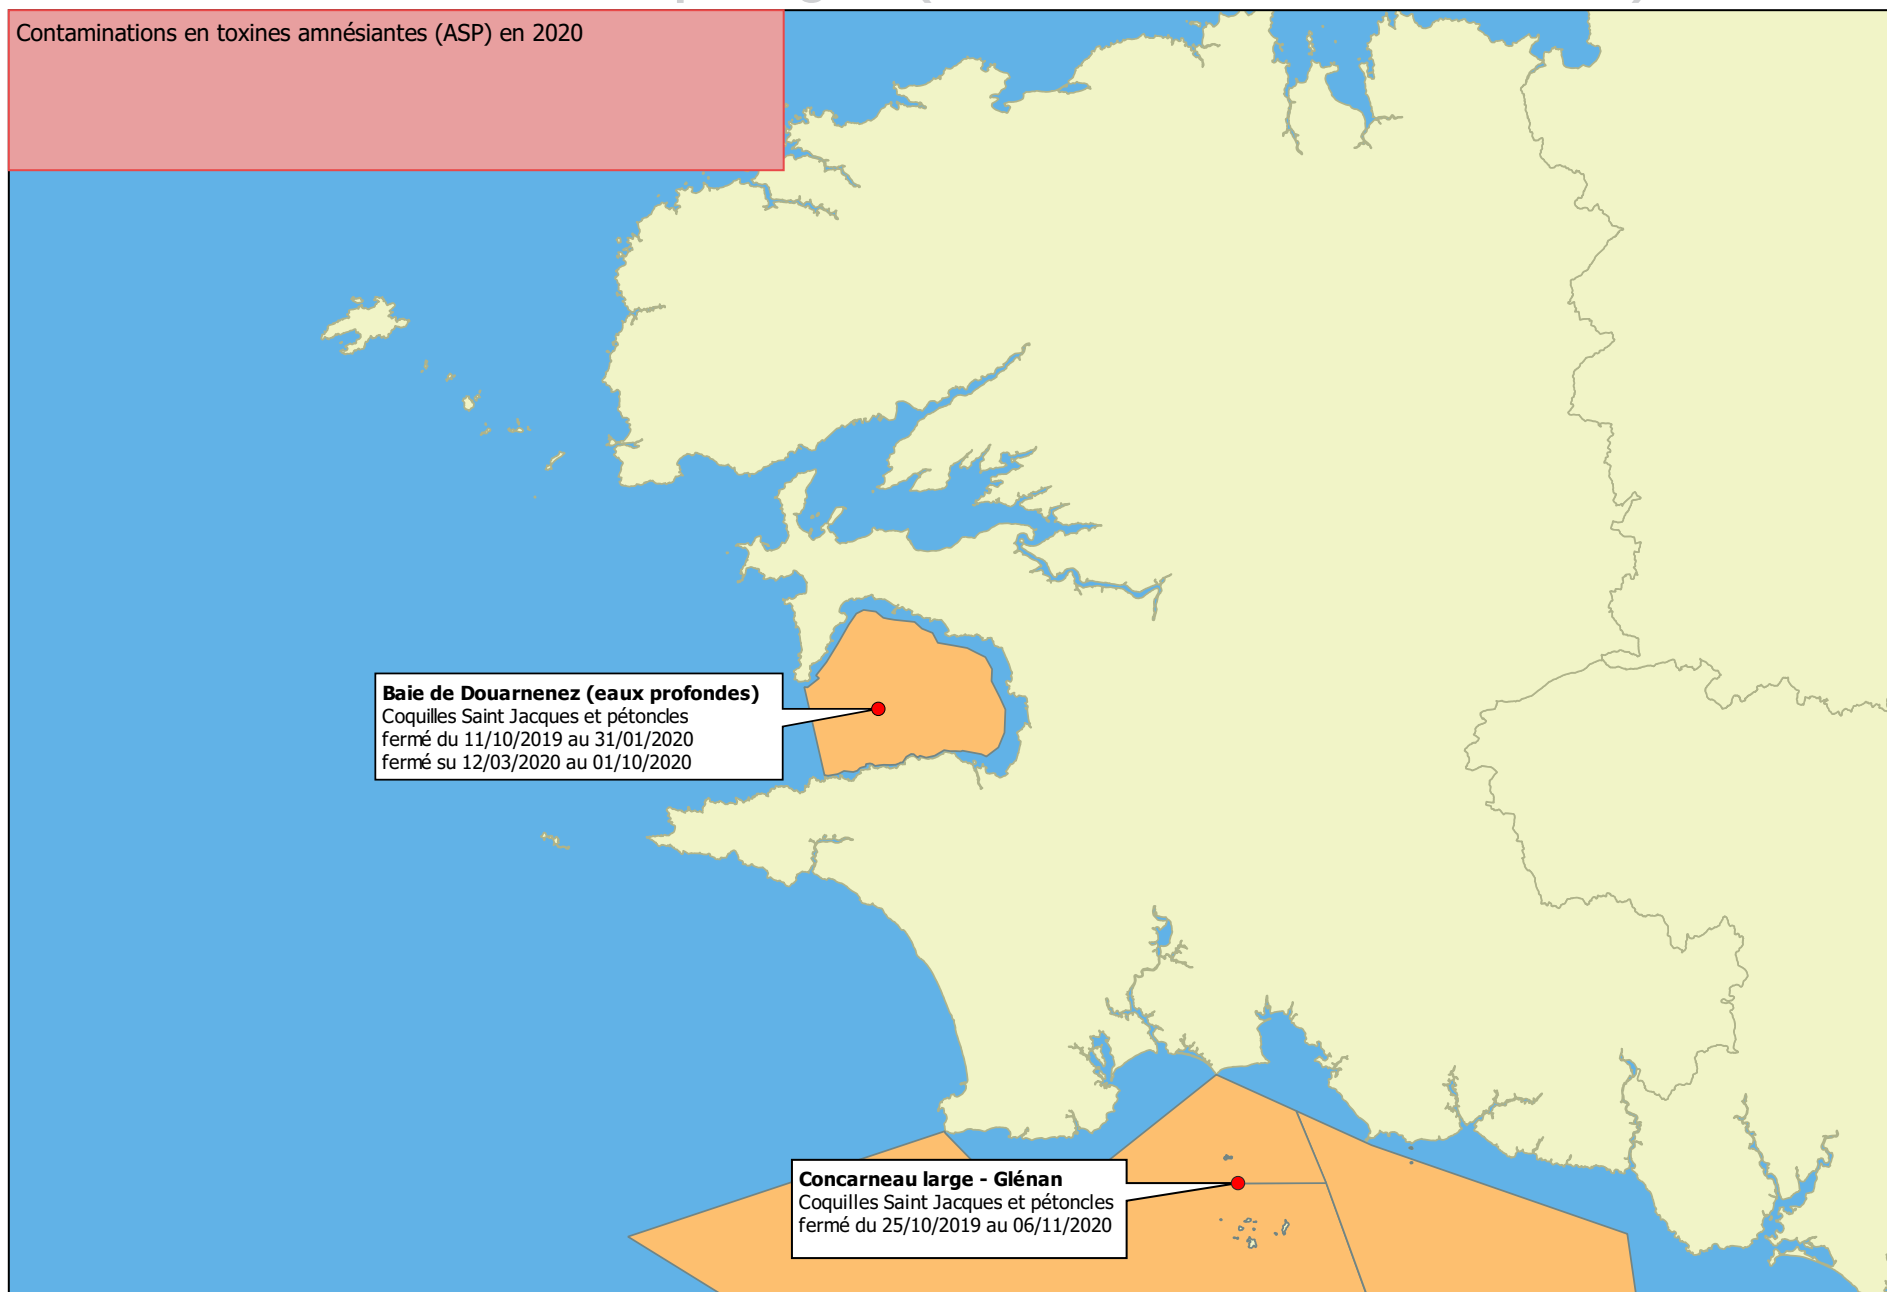 Contaminations en toxines amnésiantes (ASP) en 2020
Baie de Douarnenez (eaux profondes)
Coquilles Saint Jacques et pétoncles
fermé du 11/10/2019 au 31/01/2020
fermé su 12/03/2020 au 01/10/2020
Concarneau large - Glénan
Coquilles Saint Jacques et pétoncles
fermé du 25/10/2019 au 06/11/2020